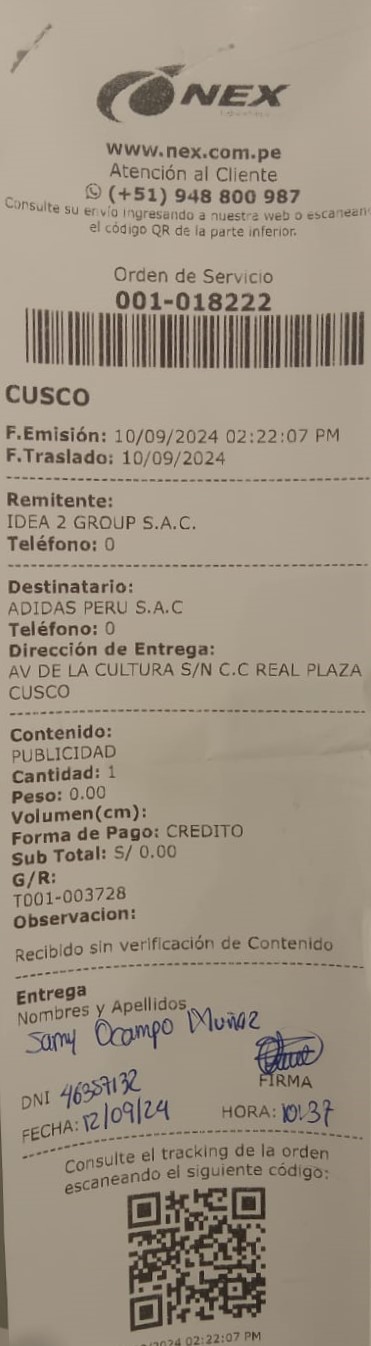 NEX
www.nex.com.pe
Atención al Cliente
(+51) 948 800 987
Consulte su envío ingresando a nuestra web o escanean
el código QR de la parte inferior.
Orden de Servicio
001-018222
CUSCO
F.Emisión: 10/09/2024 02:22:07 PM
F.Traslado: 10/09/2024
Remitente:
IDEA 2 GROUP S.A.C.
Teléfono: 0
Destinatario:
ADIDAS PERU S.A.C
Teléfono: 0
Dirección de Entrega:
AV DE LA CULTURA S/N C.C REAL PLAZA
CUSCO
Contenido:
PUBLICIDAD
Cantidad: 1
Peso: 0.00
Volumen(cm):
Forma de Pago: CREDITO
Sub Total: S/ 0.00
G/R:
T001-003728
Observacion:
Recibido sin verificación de Contenido
Entrega
Nombres y Apellidos
Samy Ocampo Muñoz
DNI 46357132
FIRMA
FECHA: 12/09/24 HORA: 10:37
Consulte el tracking de la orden
escaneando el siguiente código:
/2024 02:22:07 PM